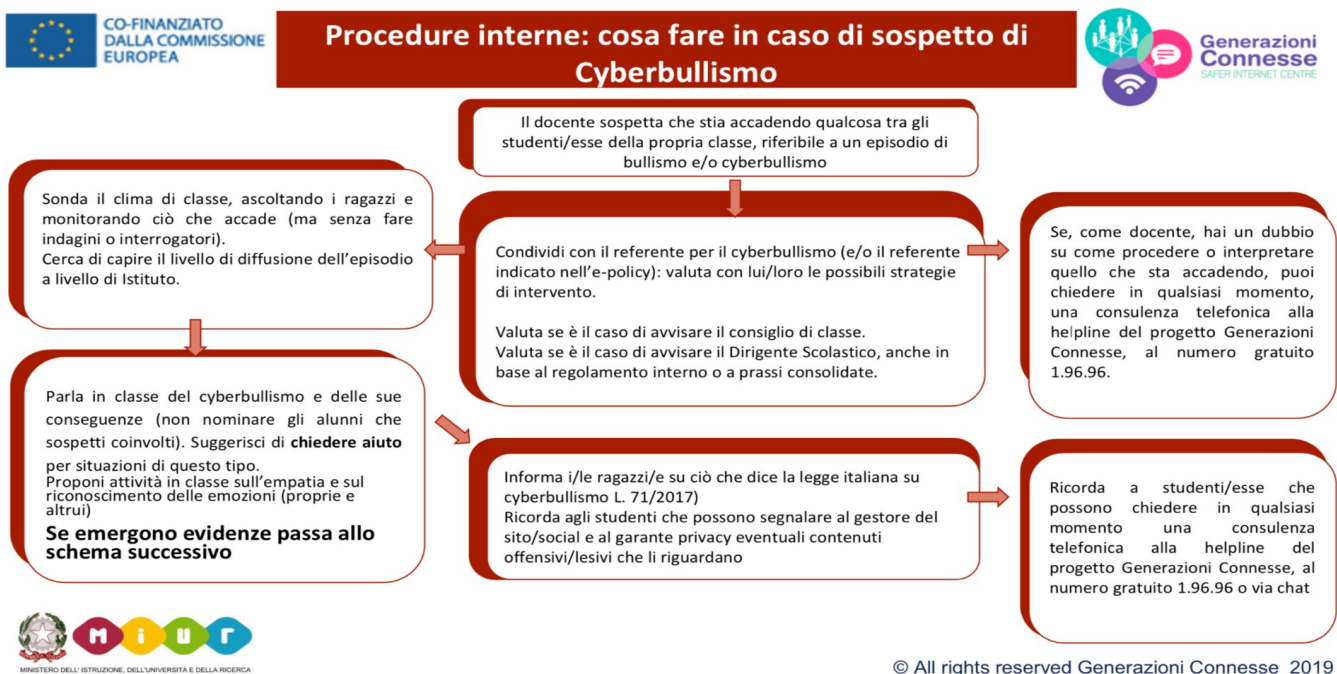 CO-FINANZIATO
DALLA COMMISSIONE
EUROPEA
Procedure interne: cosa fare in caso di sospetto di
Cyberbullismo
Generazioni
Connesse
SAFER INTERNET CENTRE
Il docente sospetta che stia accadendo qualcosa tra gli
studenti/esse della propria classe, riferibile a un episodio di
bullismo e/o cyberbullismo
Sonda il clima di classe, ascoltando i ragazzi e
monitorando ciò che accade (ma senza fare
indagini o interrogatori).
Cerca di capire il livello di diffusione dell'episodio
a livello di Istituto.
Condividi con il referente per il cyberbullismo (e/o il referente
indicato nell'e-policy): valuta con lui/loro le possibili strategie
di intervento.
Valuta se è il caso di avvisare il consiglio di classe.
Valuta se è il caso di avvisare il Dirigente Scolastico, anche in
base al regolamento interno o a prassi consolidate.
Se, come docente, hai un dubbio
su come procedere o interpretare
quello che sta accadendo, puoi
chiedere in qualsiasi momento,
una consulenza telefonica alla
helpline del progetto Generazioni
Connesse, al numero gratuito
1.96.96.
Parla in classe del cyberbullismo e delle sue
conseguenze (non nominare gli alunni che
sospetti coinvolti). Suggerisci di chiedere aiuto
per situazioni di questo tipo.
Proponi attività in classe sull'empatia e sul
riconoscimento delle emozioni (proprie e
altrui)
Se emergono evidenze passa allo
schema successivo
Informa i/le ragazzi/e su ciò che dice la legge italiana su
cyberbullismo L. 71/2017)
Ricorda agli studenti che possono segnalare al gestore del
sito/social e al garante privacy eventuali contenuti
offensivi/lesivi che li riguardano
Ricorda a studenti/esse che
possono chiedere in qualsiasi
momento una consulenza
telefonica alla helpline del
progetto Generazioni Connesse, al
numero gratuito 1.96.96 o via chat
miur
MINISTERO DELL' ISTRUZIONE, DELL'UNIVERSITÀ E DELLA RICERCA
© All rights reserved Generazioni Connesse 2019